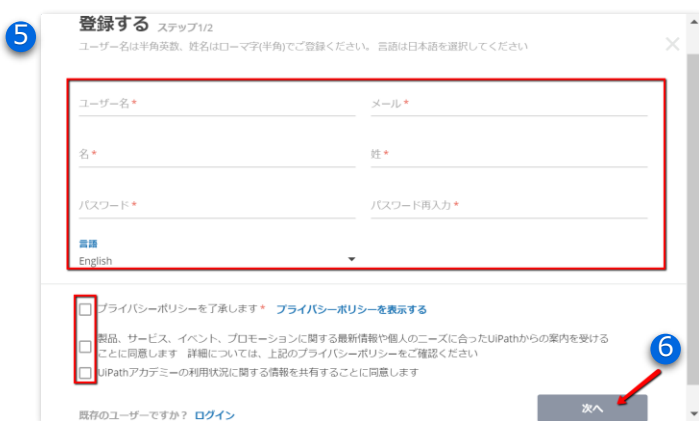 5
登録する ステップ1/2
ユーザー名は半角英数、姓名はローマ字(半角)でご登録ください。 言語は日本語を選択してください
ユーザー名 * メール *
名 * 姓 *
パスワード * パスワード再入力 *
言語
English
プライバシーポリシーを了承します * プライバシーポリシーを表示する
製品、サービス、イベント、プロモーションに関する最新情報や個人のニーズに合ったUiPathからの案内を受ける
ことに同意します 詳細については、上記のプライバシーポリシーをご確認ください
UiPathアカデミーの利用状況に関する情報を共有することに同意します
6
次へ
既存のユーザーですか? ログイン